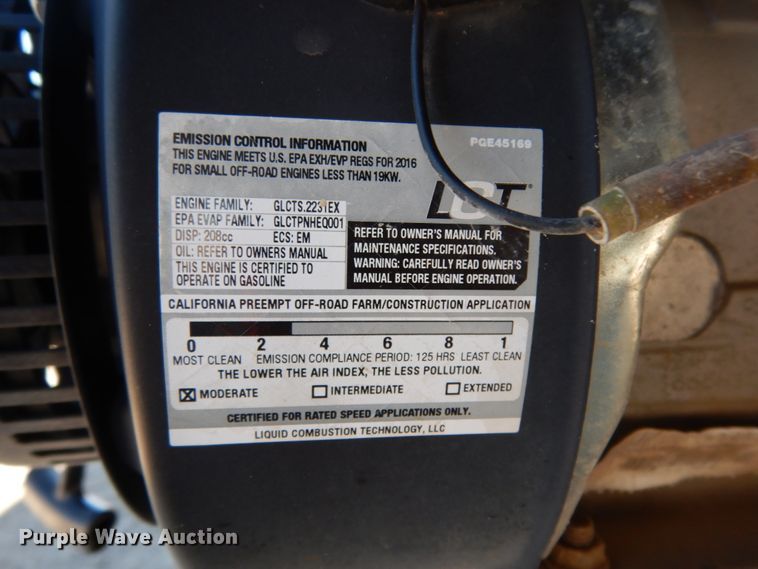 EMISSION CONTROL INFORMATION
PGE45169
THIS ENGINE MEETS U.S. EPA EXH/EVP REGS FOR 2016
FOR SMALL OFF-ROAD ENGINES LESS THAN 19KW.
LCT
ENGINE FAMILY: GLCTS.2231EX
EPA EVAP FAMILY: GLCTPNHEQ001
DISP: 208cc ECS: EM
OIL: REFER TO OWNERS MANUAL
THIS ENGINE IS CERTIFIED TO
OPERATE ON GASOLINE
REFER TO OWNER'S MANUAL FOR
MAINTENANCE SPECIFICATIONS.
WARNING: CAREFULLY READ OWNER'S
MANUAL BEFORE ENGINE OPERATION.
CALIFORNIA PREEMPT OFF-ROAD FARM/CONSTRUCTION APPLICATION
0 2 4 6 8 1
MOST CLEAN EMISSION COMPLIANCE PERIOD: 125 HRS LEAST CLEAN
THE LOWER THE AIR INDEX, THE LESS POLLUTION.
MODERATE INTERMEDIATE EXTENDED
CERTIFIED FOR RATED SPEED APPLICATIONS ONLY.
LIQUID COMBUSTION TECHNOLOGY, LLC
Purple Wave Auction